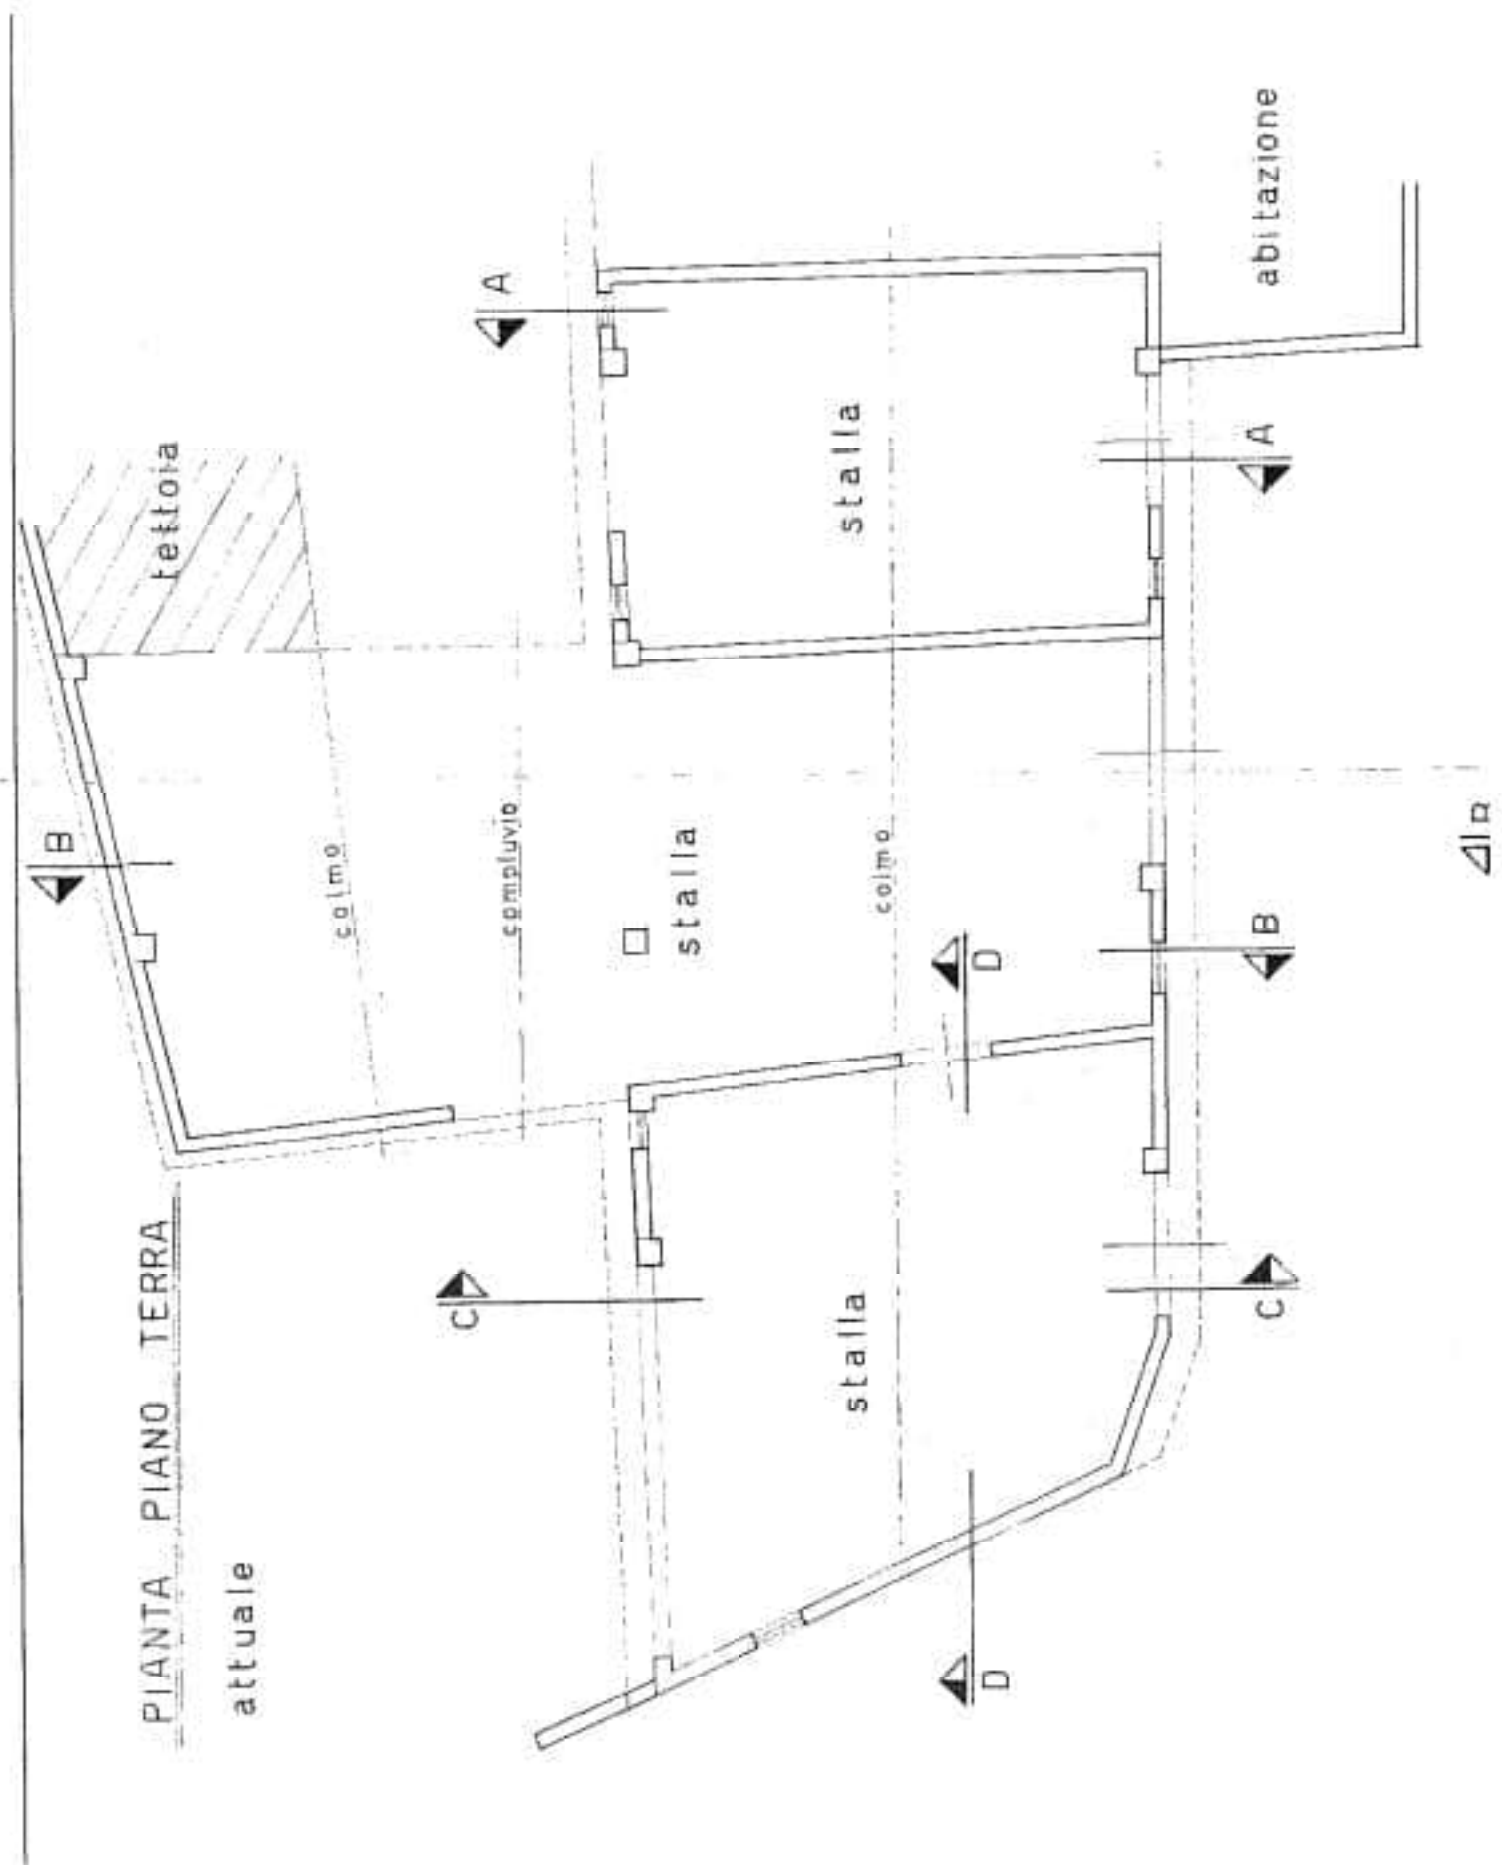 PIANTA PIANO TERRA
attuale
B
tettoia
colmo
compluvio
A
stalla
C
stalla
colmo
stalla
D
D
B
A
C
abitazione